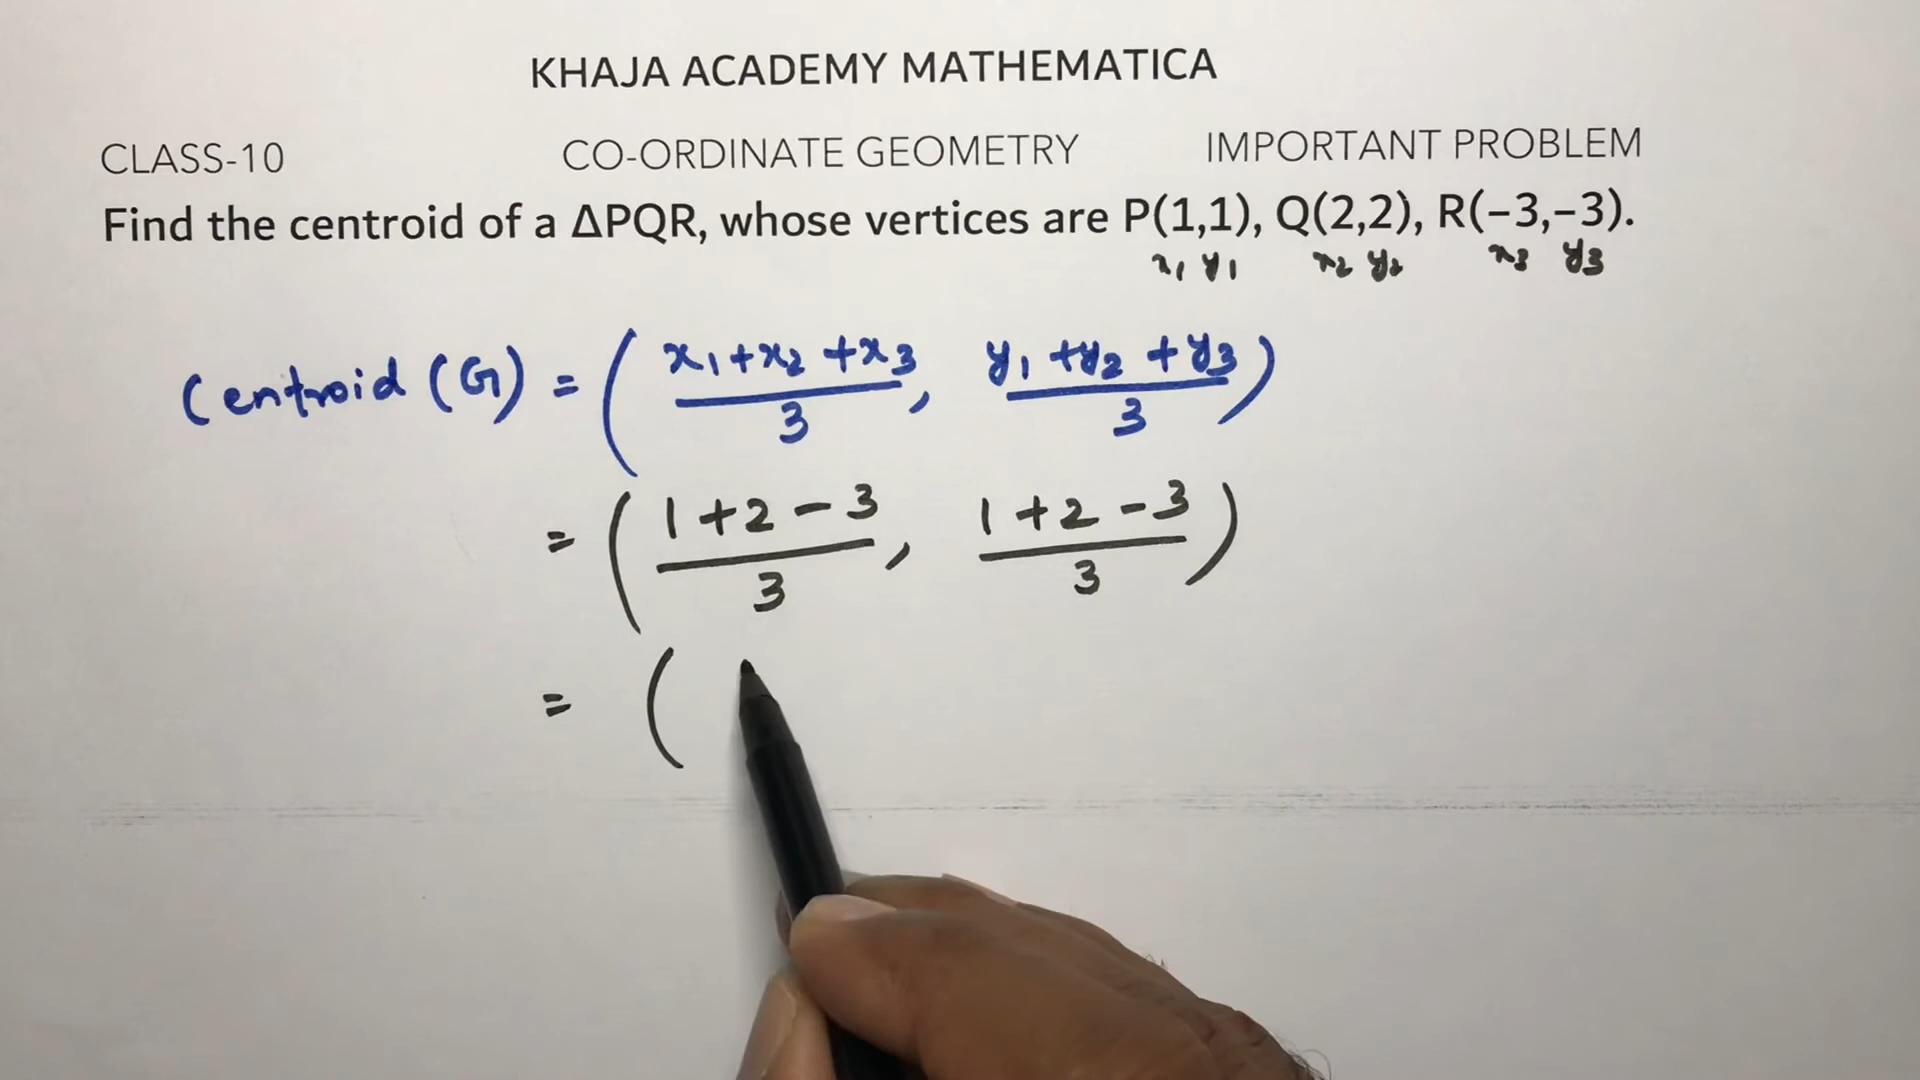 KHAJA ACADEMY MATHEMATICA
CLASS-10 CO-ORDINATE GEOMETRY IMPORTANT PROBLEM
Find the centroid of a ΔPQR, whose vertices are P(1,1), Q(2,2), R(−3,−3).
x₁ y₁ x₂ y₂ x₃ y₃
Centroid (G) = ( (x₁+x₂+x₃)/3, (y₁+y₂+y₃)/3 )
= ( (1+2−3)/3, (1+2−3)/3 )
= (